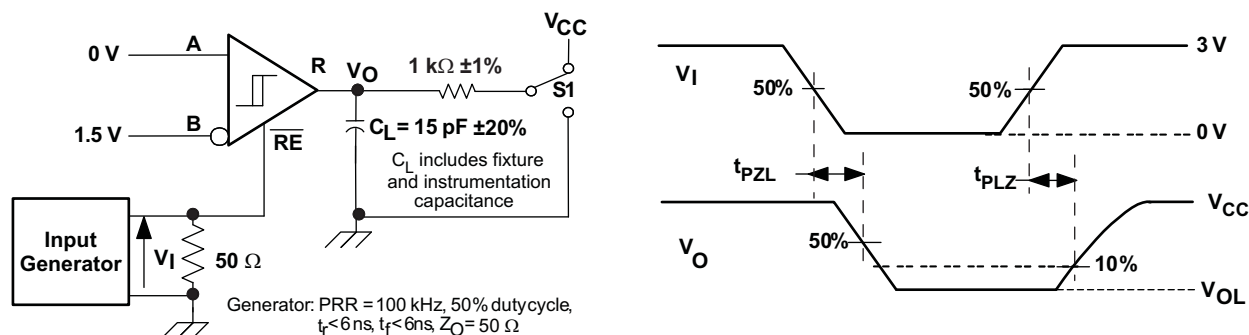 0 V
A
R
V_O
1 kΩ ±1%
V_CC
S1
1.5 V
B
RE
C_L = 15 pF ±20%
C_L includes fixture
and instrumentation
capacitance
Input
Generator
V_I
50 Ω
Generator: PRR = 100 kHz, 50% dutycycle,
t_r<6 ns, t_f<6ns, Z_O = 50 Ω
V_I
50%
50%
3 V
0 V
t_PZL
t_PLZ
V_CC
V_O
50%
10%
V_OL